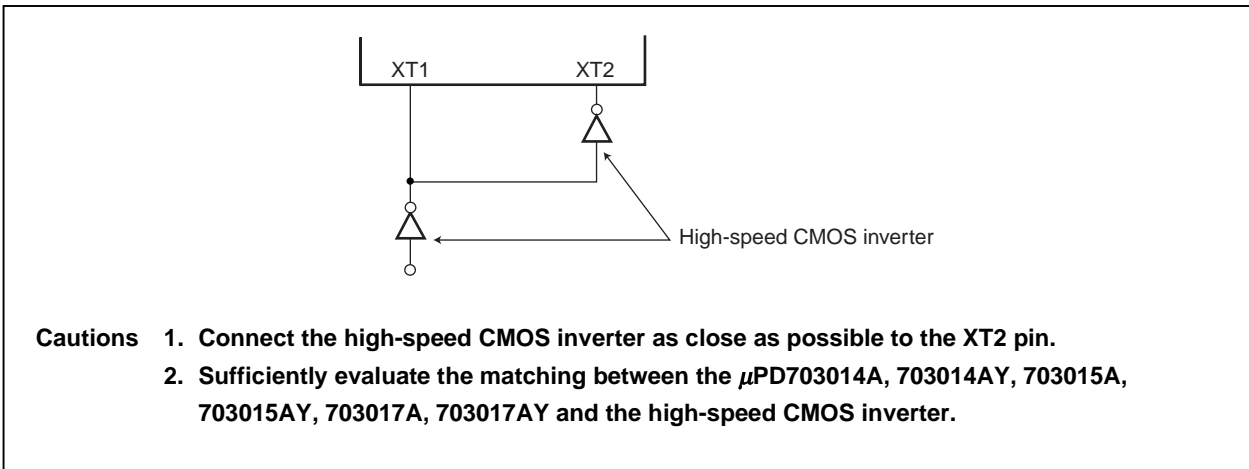 XT1 XT2
High-speed CMOS inverter
Cautions 1. Connect the high-speed CMOS inverter as close as possible to the XT2 pin.
2. Sufficiently evaluate the matching between the μPD703014A, 703014AY, 703015A,
703015AY, 703017A, 703017AY and the high-speed CMOS inverter.